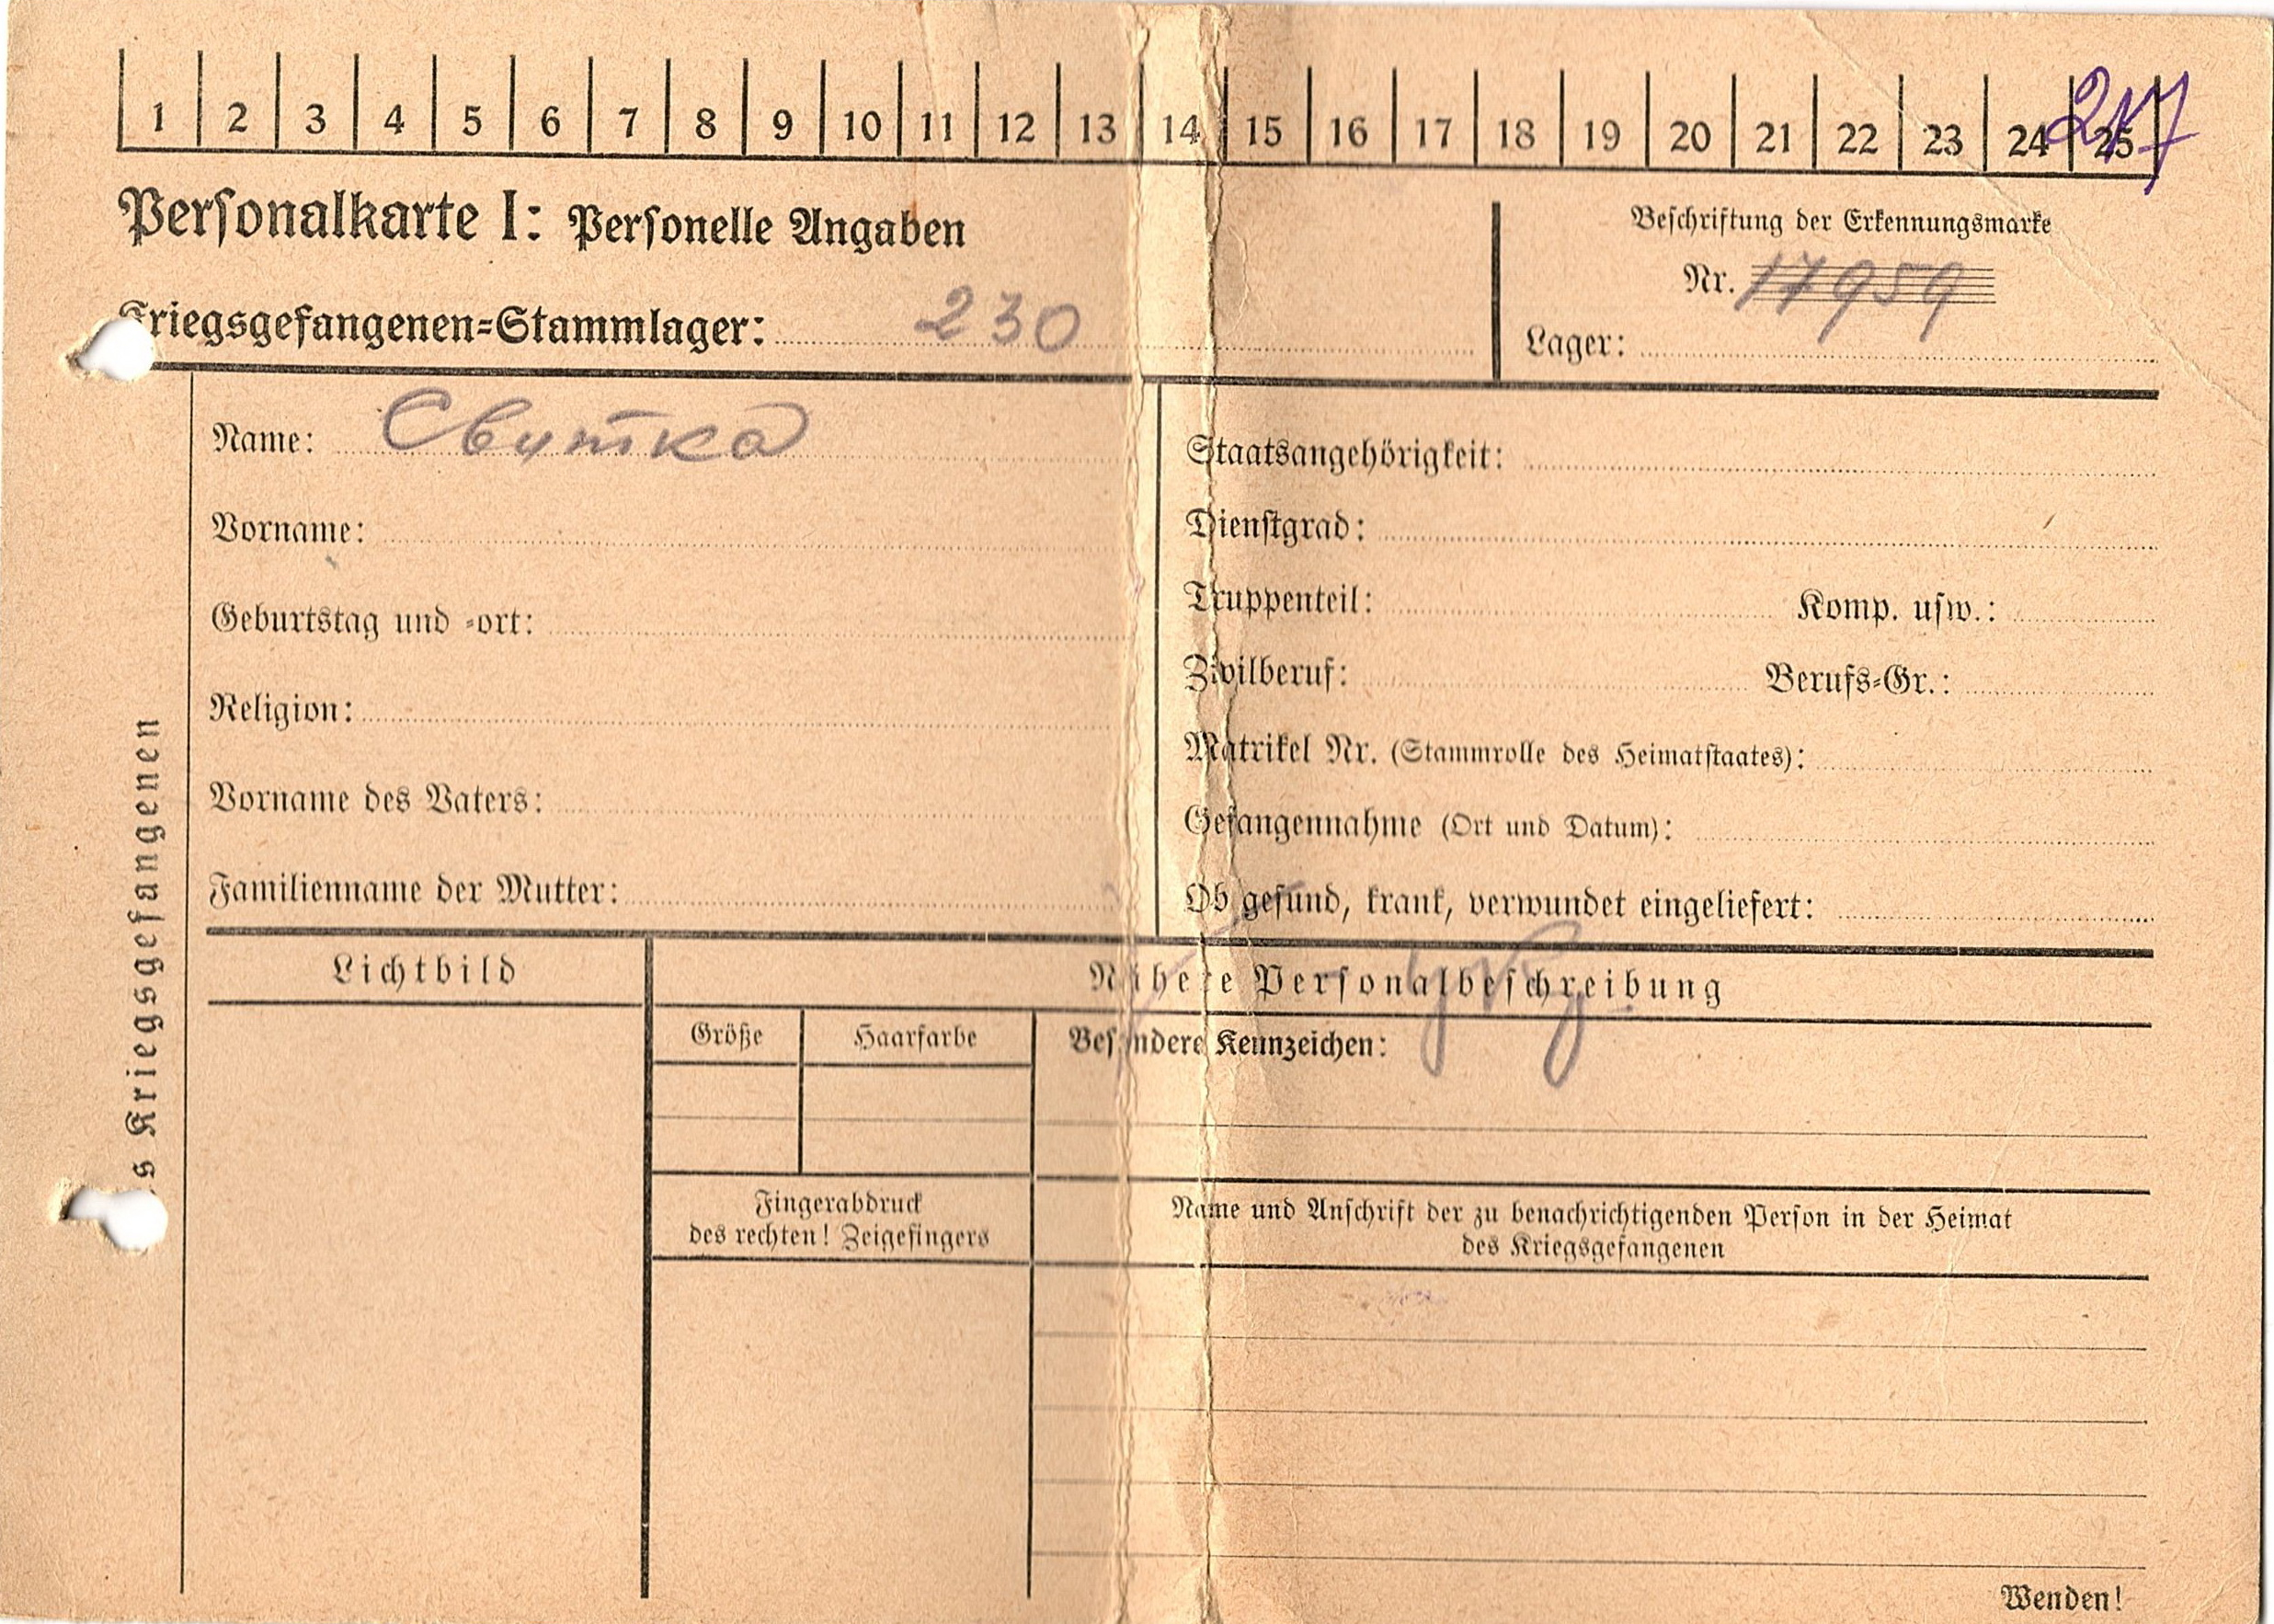 1 2 3 4 5 6 7 8 9 10 11 12 13 14 15 16 17 18 19 20 21 22 23 24 25
217
Personalkarte I: Personelle Angaben
Beschriftung der Erkennungsmarke
Nr. 17959
Kriegsgefangenen-Stammlager: 230
Lager:
Name: Свитка
Vorname:
Geburtstag und -ort:
Religion:
Vorname des Vaters:
Familienname der Mutter:
Staatsangehörigkeit:
Dienstgrad:
Truppenteil: Komp. usw.:
Zivilberuf: Berufs-Gr.:
Matrikel Nr. (Stammrolle des Heimatstaates):
Gefangennahme (Ort und Datum):
Ob gesund, krank, verwundet eingeliefert:
s Kriegsgefangenen
Lichtbild
Nähere Personalbeschreibung
Größe
Haarfarbe
Besondere Kennzeichen:
Fingerabdruck
des rechten! Zeigefingers
Name und Anschrift der zu benachrichtigenden Person in der Heimat
des Kriegsgefangenen
Wenden!